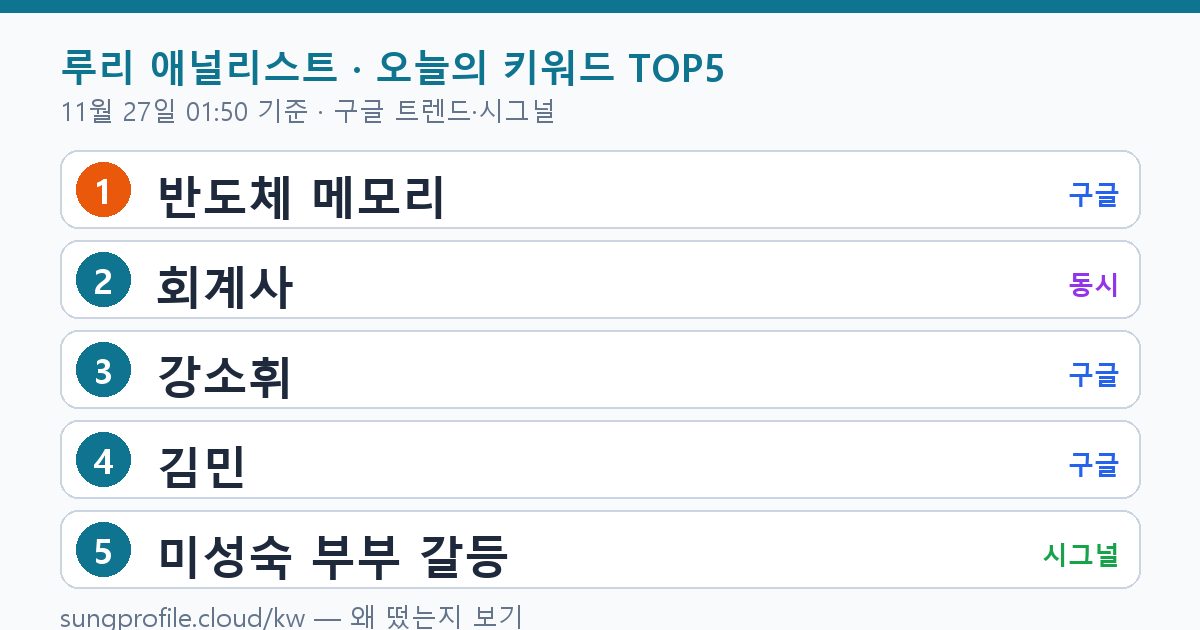 루리 애널리스트 · 오늘의 키워드 TOP5
11월 27일 01:50 기준 · 구글 트렌드·시그널
1 반도체 메모리 구글
2 회계사 동시
3 강소휘 구글
4 김민 구글
5 미성숙 부부 갈등 시그널
sungprofile.cloud/kw — 왜 떴는지 보기